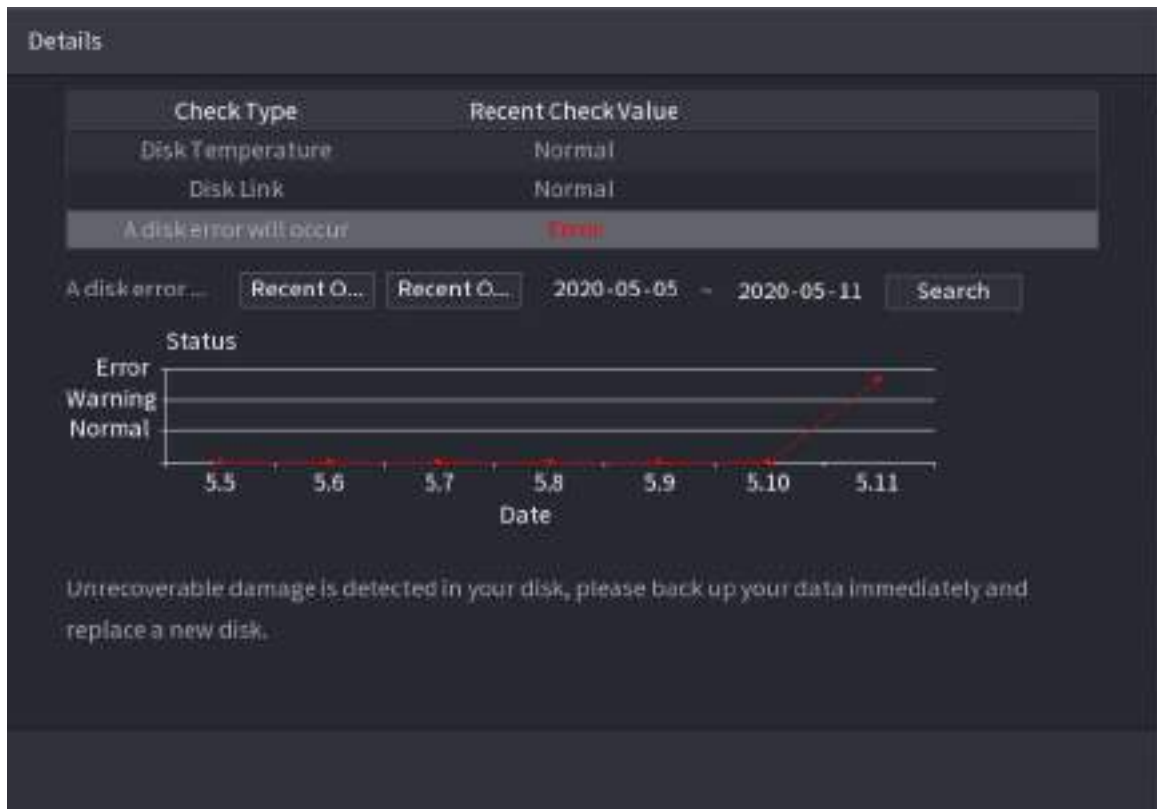 Details
Check Type Recent Check Value
Disk Temperature Normal
Disk Link Normal
A disk error will occur Error
A disk error... Recent O... Recent O... 2020-05-05 ~ 2020-05-11 Search
Status
Error
Warning
Normal
5.5 5.6 5.7 5.8 5.9 5.10 5.11
Date
Unrecoverable damage is detected in your disk, please back up your data immediately and
replace a new disk.